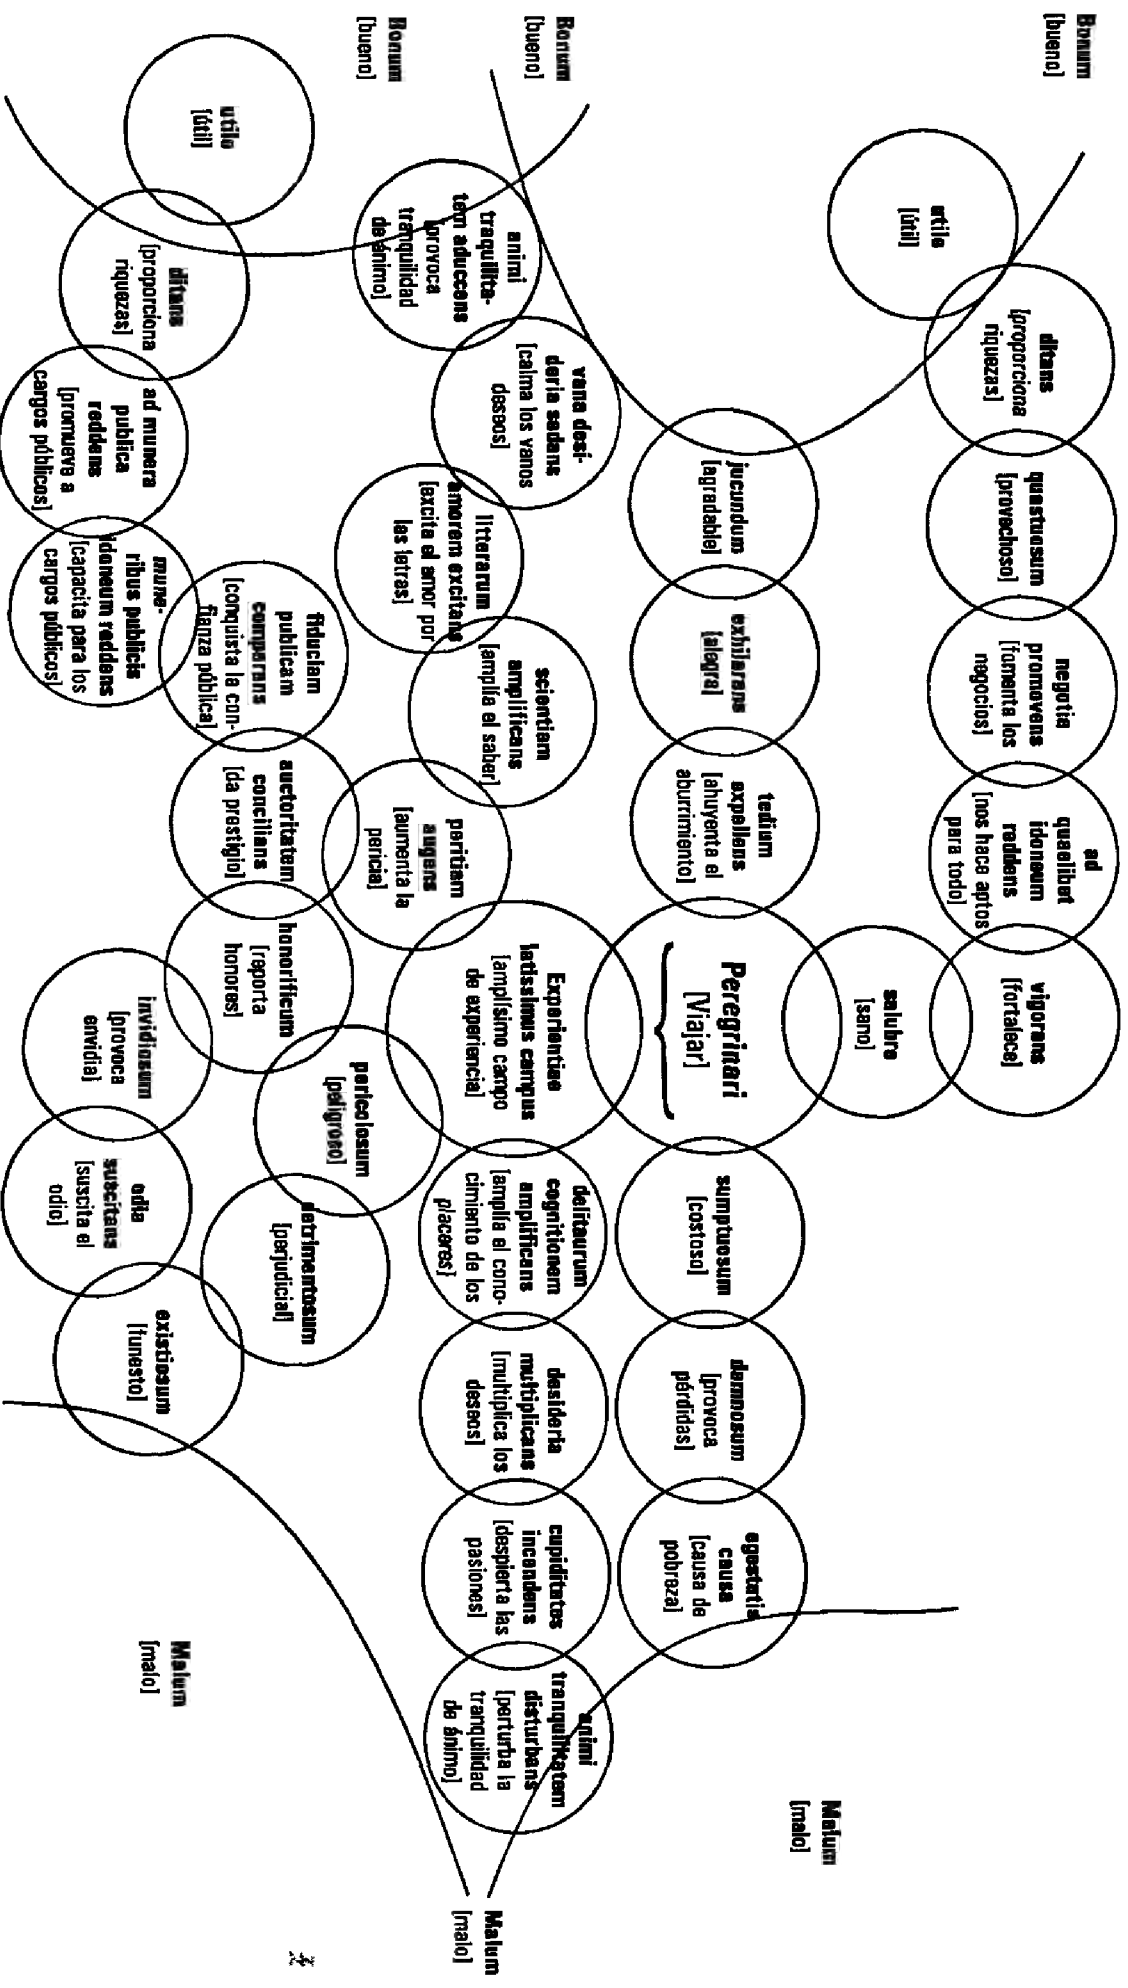 Bonum
[bueno]
utile
[útil]
ditans
[proporciona
riquezas]
quaestuosum
[provechoso]
negotia
promovens
[fomenta los
negocios]
ad
quaelibet
idoneum
reddens
[nos hace aptos
para todo]
vigorans
[fortalece]
salubre
[sano]
Malum
[malo]
jucundum
[agradable]
exhilarans
[alegra]
tedium
expellens
[ahuyenta el
aburrimiento]
Peregrinari
[Viajar]
sumptuosum
[costoso]
damnosum
[provoca
pérdidas]
egestatis
causa
[causa de
pobreza]
Bonum
[bueno]
animi
traquillita-
tem aducens
[provoca
tranquilidad
de ánimo]
vana desi-
deria sedans
[calma los vanos
deseos]
litterarum
amorem excitans
[excita el amor por
las letras]
scientiam
amplificans
[amplía el saber]
peritiam
augens
[aumenta la
pericia]
Experientiae
latissimus campus
[amplísimo campo
de experiencia]
delitaurum
cognitionem
amplificans
[amplía el cono-
cimiento de los
placeres]
desideria
multiplicans
[multiplica los
deseos]
cupiditates
incendens
[despierta las
pasiones]
animi
tranquillitatem
disturbans
[perturba la
tranquilidad
de ánimo]
Malum
[malo]
Bonum
[bueno]
utile
[útil]
ditans
[proporciona
riquezas]
ad munera
publica
reddens
[promueve a
cargos públicos]
mune-
ribus publicis
idoneum reddens
[capacita para los
cargos públicos]
fiduciam
publicam
comparans
[conquista la con-
fianza pública]
auctoritatem
concilians
[da prestigio]
honorificum
[reporta
honores]
pericolosum
[peligroso]
detrimentosum
[perjudicial]
invidiosum
[provoca
envidia]
odia
suscitans
[suscita el
odio]
existiosum
[funesto]
Malum
[malo]